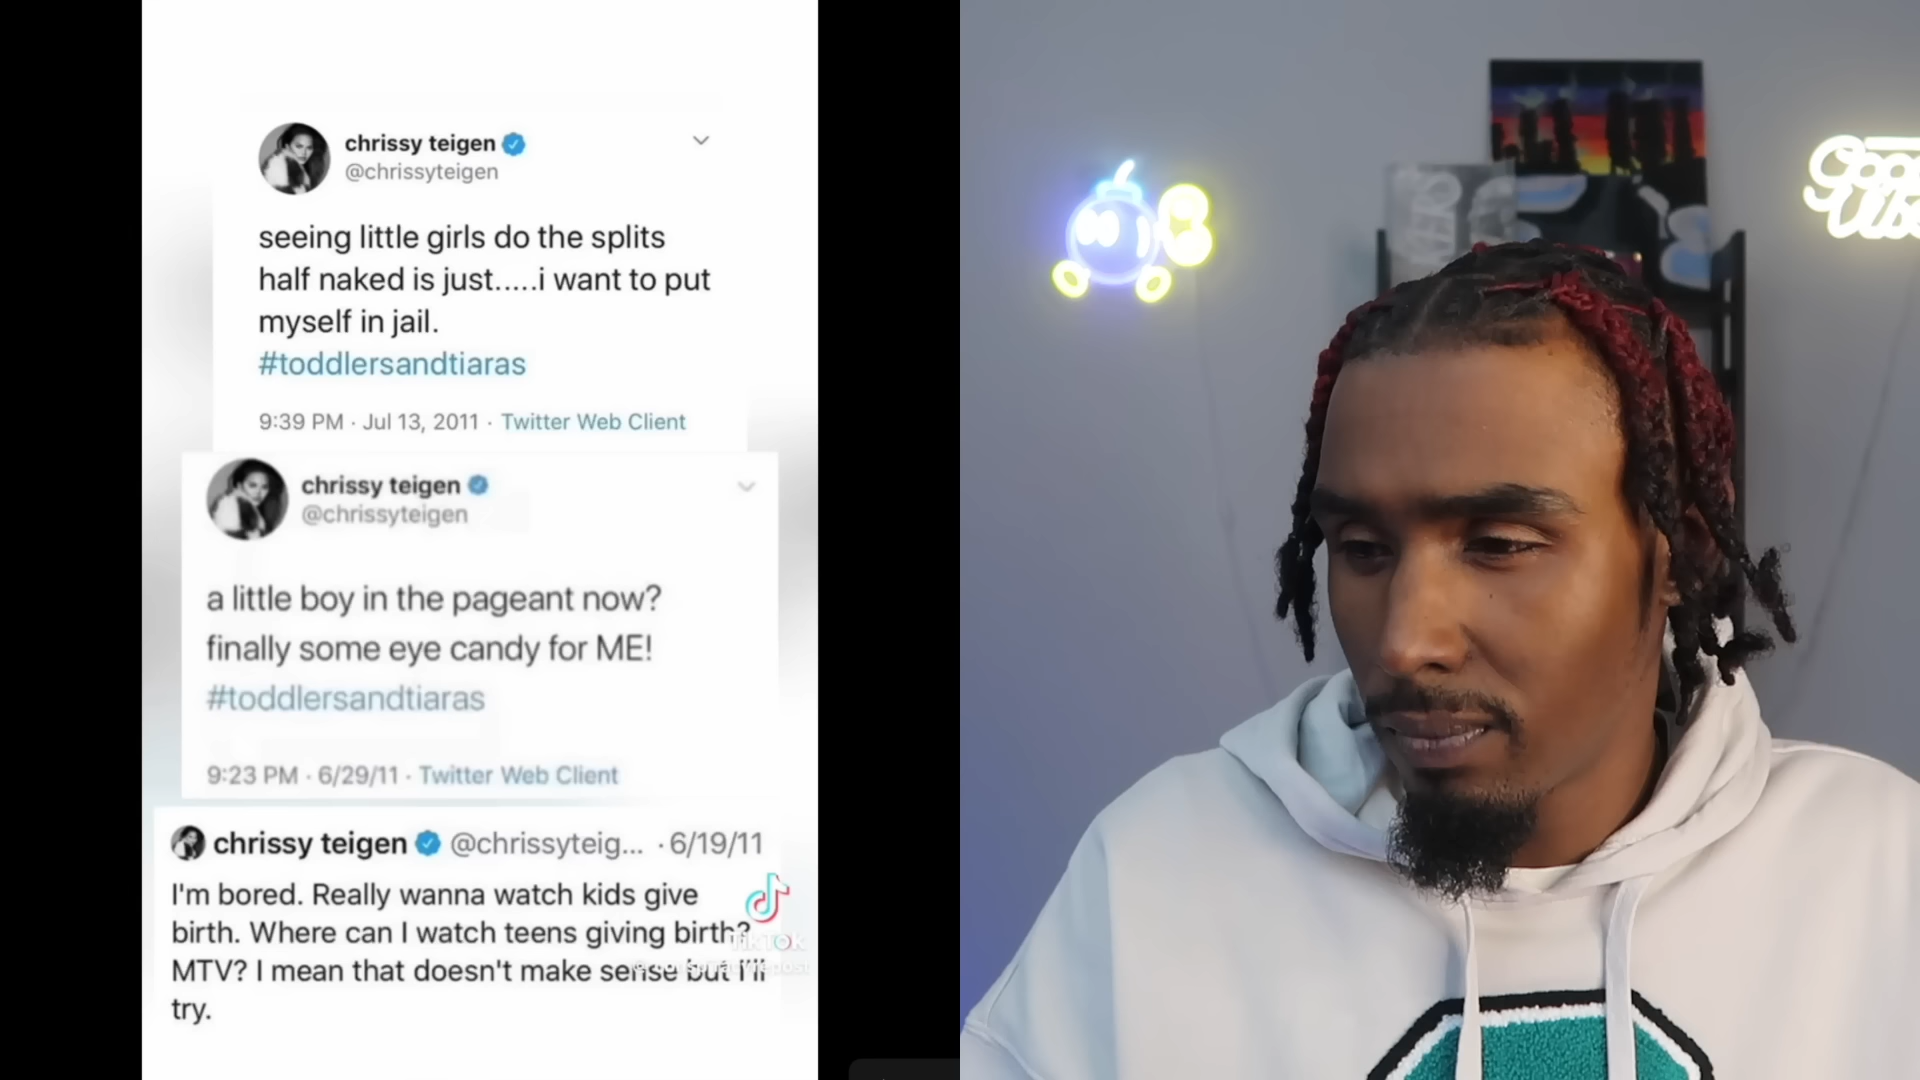 chrissy teigen
@chrissyteigen
seeing little girls do the splits
half naked is just.....i want to put
myself in jail.
#toddlersandtiaras
9:39 PM · Jul 13, 2011 · Twitter Web Client
chrissy teigen
@chrissyteigen
a little boy in the pageant now?
finally some eye candy for ME!
#toddlersandtiaras
9:23 PM · 6/29/11 · Twitter Web Client
chrissy teigen @chrissyteig... · 6/19/11
I'm bored. Really wanna watch kids give
birth. Where can I watch teens giving birth?
MTV? I mean that doesn't make sense but I'll
try.
TikTok
Good